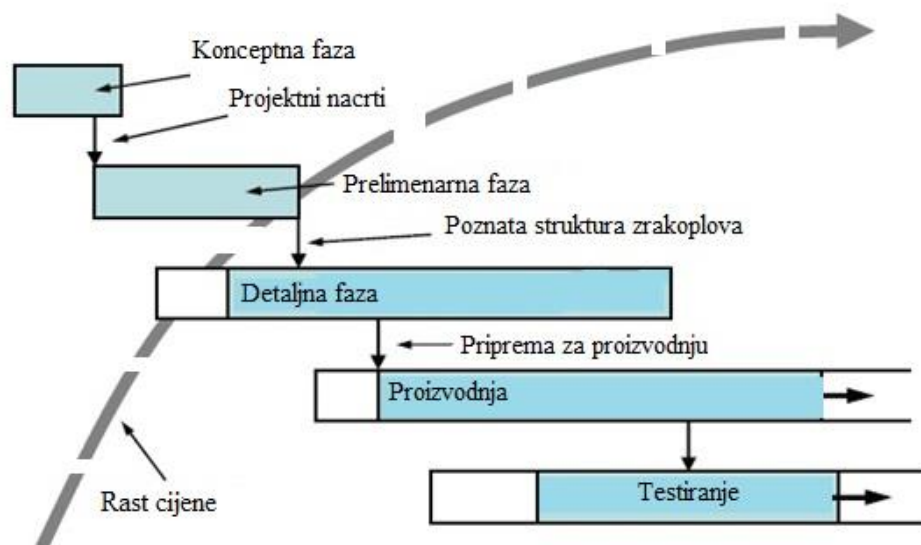 Konceptna faza
Projektni nacrti
Prelimenarna faza
Poznata struktura zrakoplova
Detaljna faza
Priprema za proizvodnju
Proizvodnja
Testiranje
Rast cijene